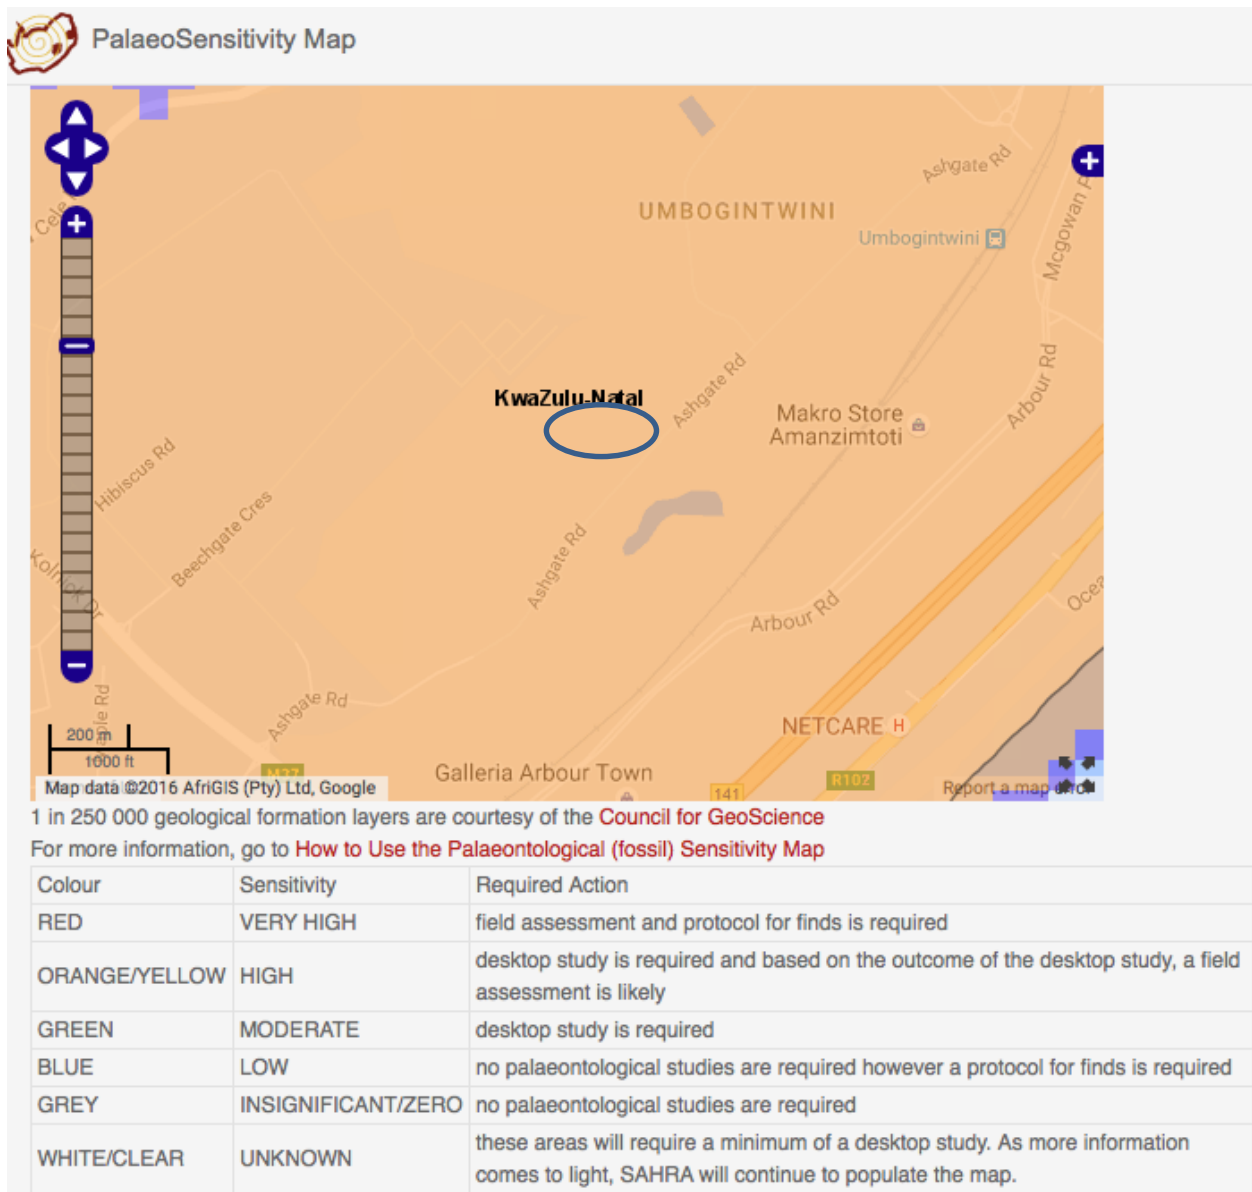 PalaeoSensitivity Map
Ashgate Rd
Mcgowan P
Cele
UMBOGINTWINI
Umbogintwini
KwaZulu-Natal
Ashgate Rd
Arbour Rd
Makro Store
Amanzimtoti
Hibiscus Rd
Beechgate Cres
Ashgate Rd
Arbour Rd
Ocea
Ashgate Rd
NETCARE H
200 m
1000 ft
M37
Galleria Arbour Town
R102
141
Map data ©2016 AfriGIS (Pty) Ltd, Google
Report a map error
1 in 250 000 geological formation layers are courtesy of the Council for GeoScience
For more information, go to How to Use the Palaeontological (fossil) Sensitivity Map
Colour Sensitivity Required Action
RED VERY HIGH field assessment and protocol for finds is required
ORANGE/YELLOW HIGH desktop study is required and based on the outcome of the desktop study, a field
assessment is likely
GREEN MODERATE desktop study is required
BLUE LOW no palaeontological studies are required however a protocol for finds is required
GREY INSIGNIFICANT/ZERO no palaeontological studies are required
WHITE/CLEAR UNKNOWN these areas will require a minimum of a desktop study. As more information
comes to light, SAHRA will continue to populate the map.